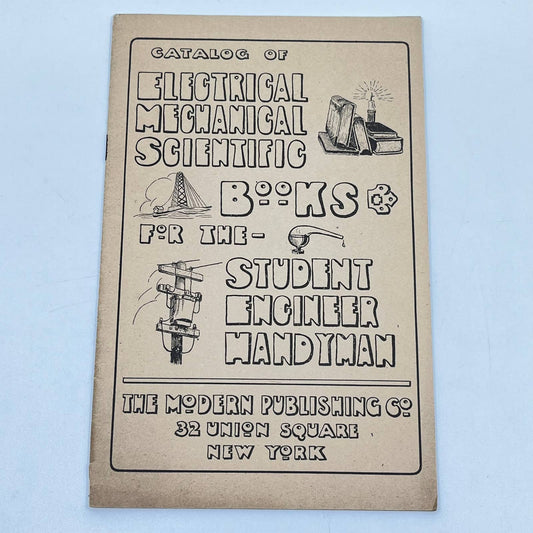 CATALOG OF
ELECTRICAL
MECHANICAL
SCIENTIFIC
BOOKS
FOR THE-
STUDENT
ENGINEER
HANDYMAN
THE MODERN PUBLISHING CO
32 UNION SQUARE
NEW YORK